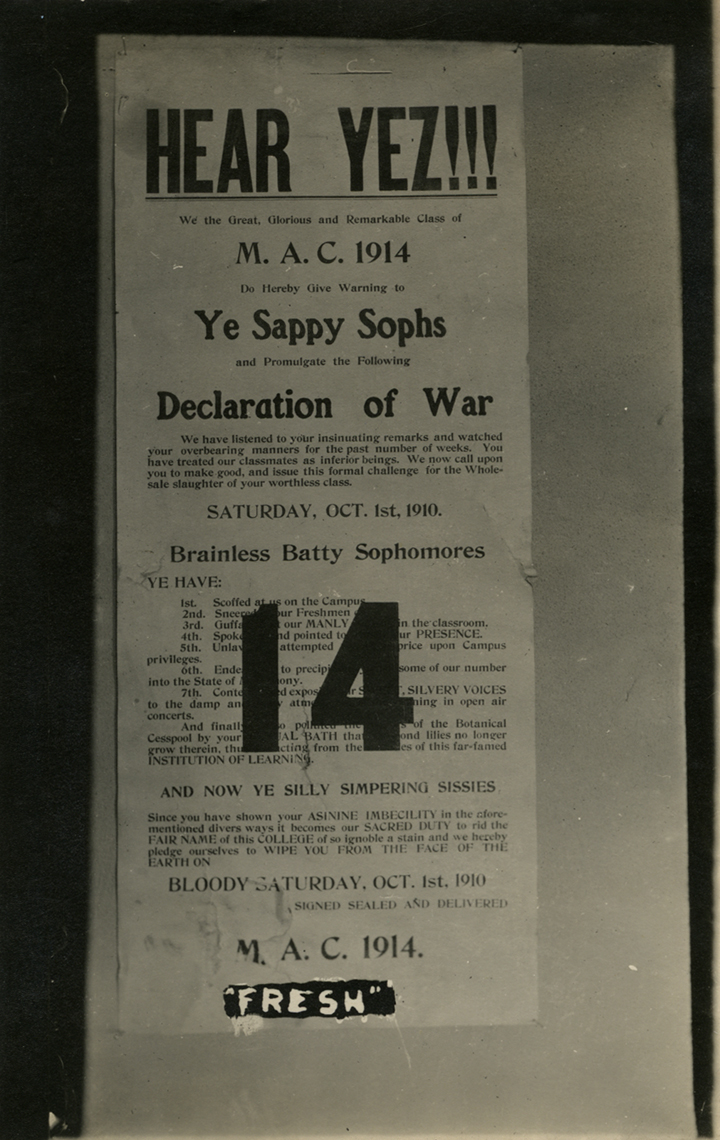 HEAR YEZ!!!
We the Great, Glorious and Remarkable Class of
M. A. C. 1914
Do Hereby Give Warning to
Ye Sappy Sophs
and Promulgate the Following
Declaration of War
We have listened to your insinuating remarks and watched
your overbearing manners for the past number of weeks. You
have treated our classmates as inferior beings. We now call upon
you to make good, and issue this formal challenge for the Whole-
sale slaughter of your worthless class.
SATURDAY, OCT. 1st, 1910.
Brainless Batty Sophomores
YE HAVE:
1st. Scoffed at us on the Campus
2nd. our Freshmen
3rd. our MANLY in the classroom.
4th. and pointed to PRESENCE.
5th. attempted price upon Campus
privileges.
6th. to some of our number
into the State of
7th. SILVERY VOICES
to the damp and in open air
concerts.
And finally of the Botanical
Cesspool by your BATH lilies no longer
grow therein, from the of this far-famed
INSTITUTION OF LEARNING.
14
AND NOW YE SILLY SIMPERING SISSIES
Since you have shown your ASININE IMBECILITY in the afore-
mentioned divers ways it becomes our SACRED DUTY to rid the
FAIR NAME of this COLLEGE of so ignoble a stain and we hereby
pledge ourselves to WIPE YOU FROM THE FACE OF THE
EARTH ON
BLOODY SATURDAY, OCT. 1st, 1910
SIGNED SEALED AND DELIVERED
M. A. C. 1914.
"FRESH"